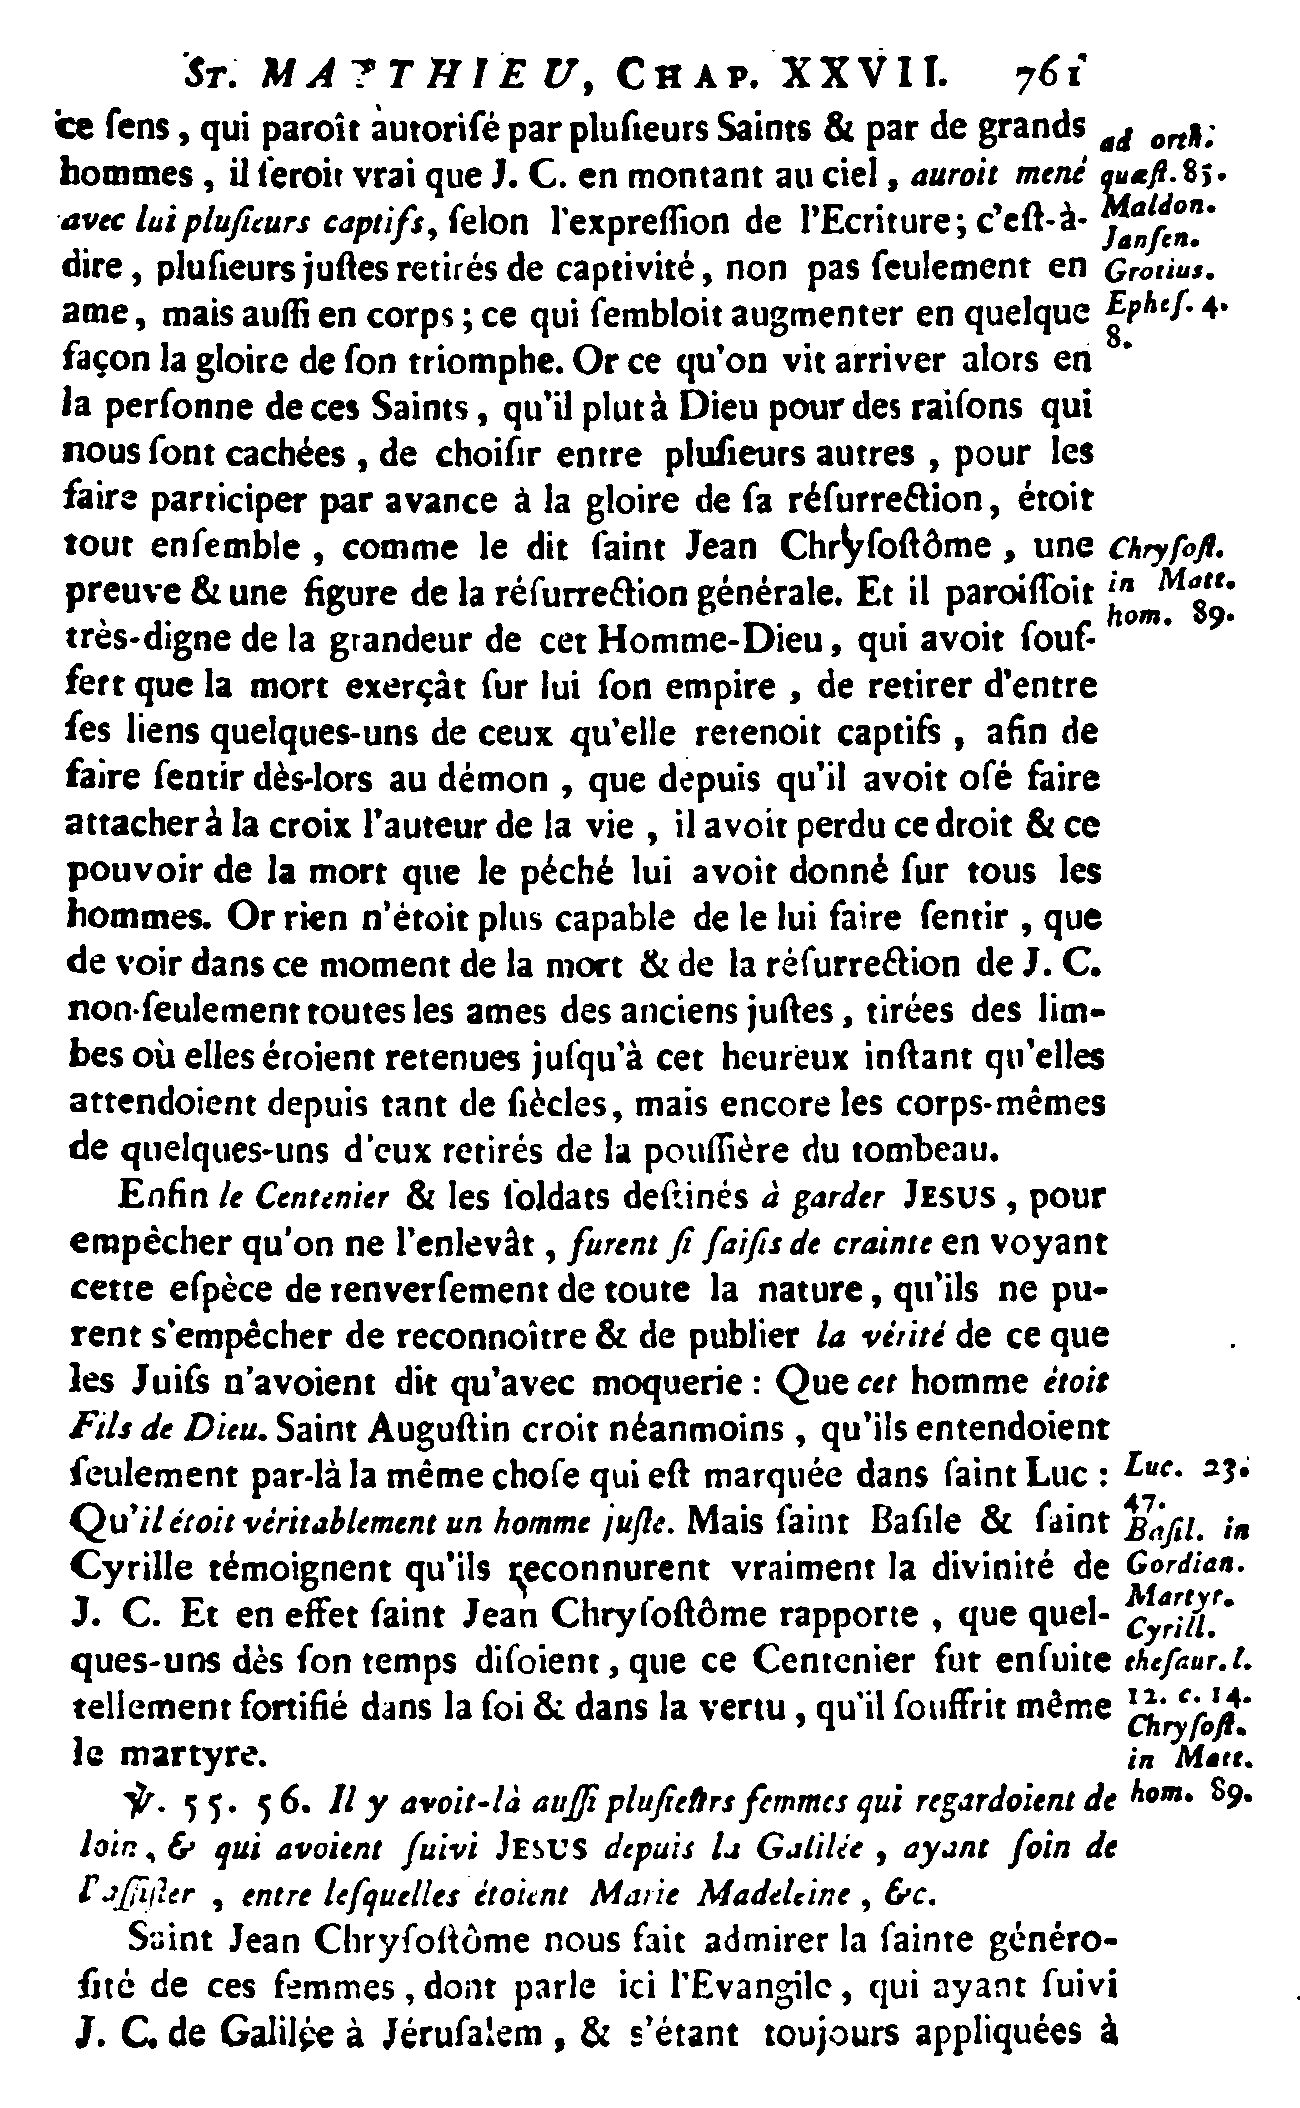 ST. MATTHIEU, CHAP. XXVII. 761
ce ſens, qui paroît autoriſé par pluſieurs Saints & par de grands
hommes, il ſeroit vrai que J. C. en montant au ciel, auroit mené
avec lui pluſieurs captifs, ſelon l'expreſſion de l'Ecriture; c'eſt-à-
dire, pluſieurs juſtes retirés de captivité, non pas ſeulement en
ame, mais auſſi en corps; ce qui ſembloit augmenter en quelque
façon la gloire de ſon triomphe. Or ce qu'on vit arriver alors en
la perſonne de ces Saints, qu'il plut à Dieu pour des raiſons qui
nous ſont cachées, de choiſir entre pluſieurs autres, pour les
faire participer par avance à la gloire de ſa réſurrection, étoit
tout enſemble, comme le dit ſaint Jean Chryſoſtôme, une
preuve & une figure de la réſurrection générale. Et il paroiſſoit
très-digne de la grandeur de cet Homme-Dieu, qui avoit ſouf-
fert que la mort exerçât ſur lui ſon empire, de retirer d'entre
ſes liens quelques-uns de ceux qu'elle retenoit captifs, afin de
faire ſentir dès-lors au démon, que depuis qu'il avoit oſé faire
attacher à la croix l'auteur de la vie, il avoit perdu ce droit & ce
pouvoir de la mort que le péché lui avoit donné ſur tous les
hommes. Or rien n'étoit plus capable de le lui faire ſentir, que
de voir dans ce moment de la mort & de la réſurrection de J. C.
non-ſeulement toutes les ames des anciens juſtes, tirées des lim-
bes où elles étoient retenues juſqu'à cet heureux inſtant qu'elles
attendoient depuis tant de ſiècles, mais encore les corps-mêmes
de quelques-uns d'eux retirés de la pouſſière du tombeau.
Enfin le Centenier & les ſoldats deſtinés à garder JESUS, pour
empêcher qu'on ne l'enlevât, furent ſi ſaiſis de crainte en voyant
cette eſpèce de renverſement de toute la nature, qu'ils ne pu-
rent s'empêcher de reconnoître & de publier la vérité de ce que
les Juifs n'avoient dit qu'avec moquerie : Que cet homme étoit
Fils de Dieu. Saint Auguſtin croit néanmoins, qu'ils entendoient
ſeulement par-là la même choſe qui eſt marquée dans ſaint Luc :
Qu'il étoit véritablement un homme juſte. Mais ſaint Baſile & ſaint
Cyrille témoignent qu'ils reconnurent vraiment la divinité de
J. C. Et en effet ſaint Jean Chryſoſtôme rapporte, que quel-
ques-uns dès ſon temps diſoient, que ce Centenier fut enſuite
tellement fortifié dans la foi & dans la vertu, qu'il ſouffrit même
le martyre.
℣. 55. 56. Il y avoit-là auſſi pluſieurs femmes qui regardoient de
loin, & qui avoient ſuivi JESUS depuis la Galilée, ayant ſoin de
l'aſſiſter, entre leſquelles étoient Marie Madeleine, &c.
Saint Jean Chryſoſtôme nous fait admirer la ſainte généro-
ſité de ces femmes, dont parle ici l'Evangile, qui ayant ſuivi
J. C. de Galilée à Jéruſalem, & s'étant toujours appliquées à
ad orth.
quæſt. 85.
Maldon.
Janſen.
Grotius.
Epheſ. 4.
8.
Chryſoſt.
in Matt.
hom. 89.
Luc. 23.
47.
Baſil. in
Gordian.
Martyr.
Cyrill.
theſaur. l.
12. c. 14.
Chryſoſt.
in Matt.
hom. 89.